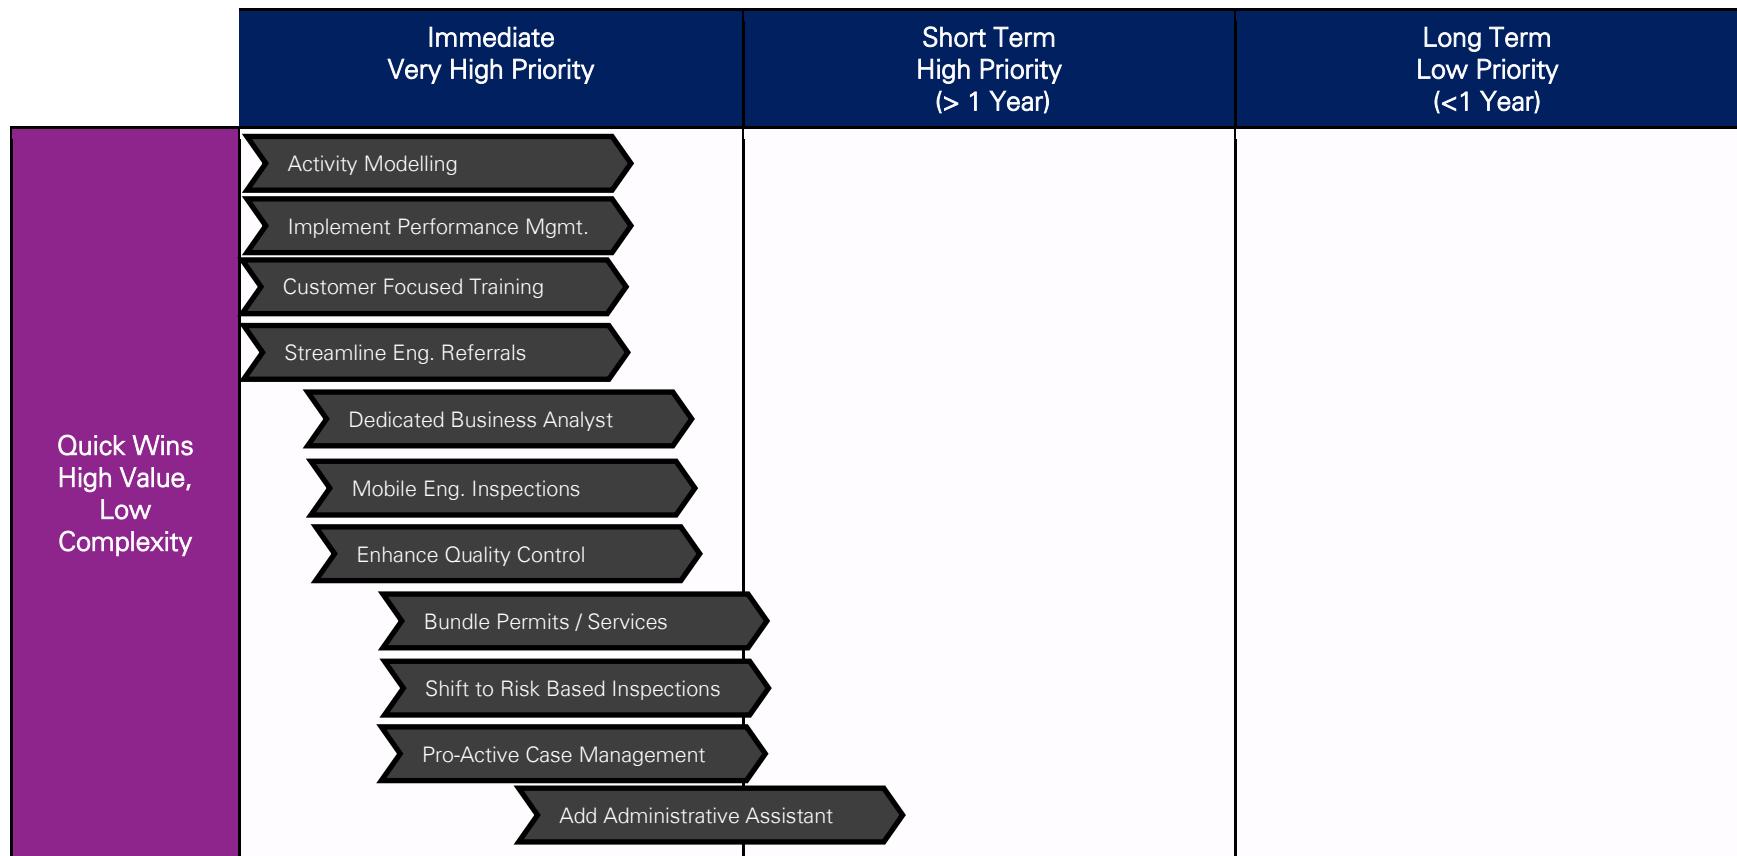 Immediate
Very High Priority
Short Term
High Priority
(> 1 Year)
Long Term
Low Priority
(<1 Year)
Quick Wins
High Value,
Low
Complexity
Activity Modelling
Implement Performance Mgmt.
Customer Focused Training
Streamline Eng. Referrals
Dedicated Business Analyst
Mobile Eng. Inspections
Enhance Quality Control
Bundle Permits / Services
Shift to Risk Based Inspections
Pro-Active Case Management
Add Administrative Assistant